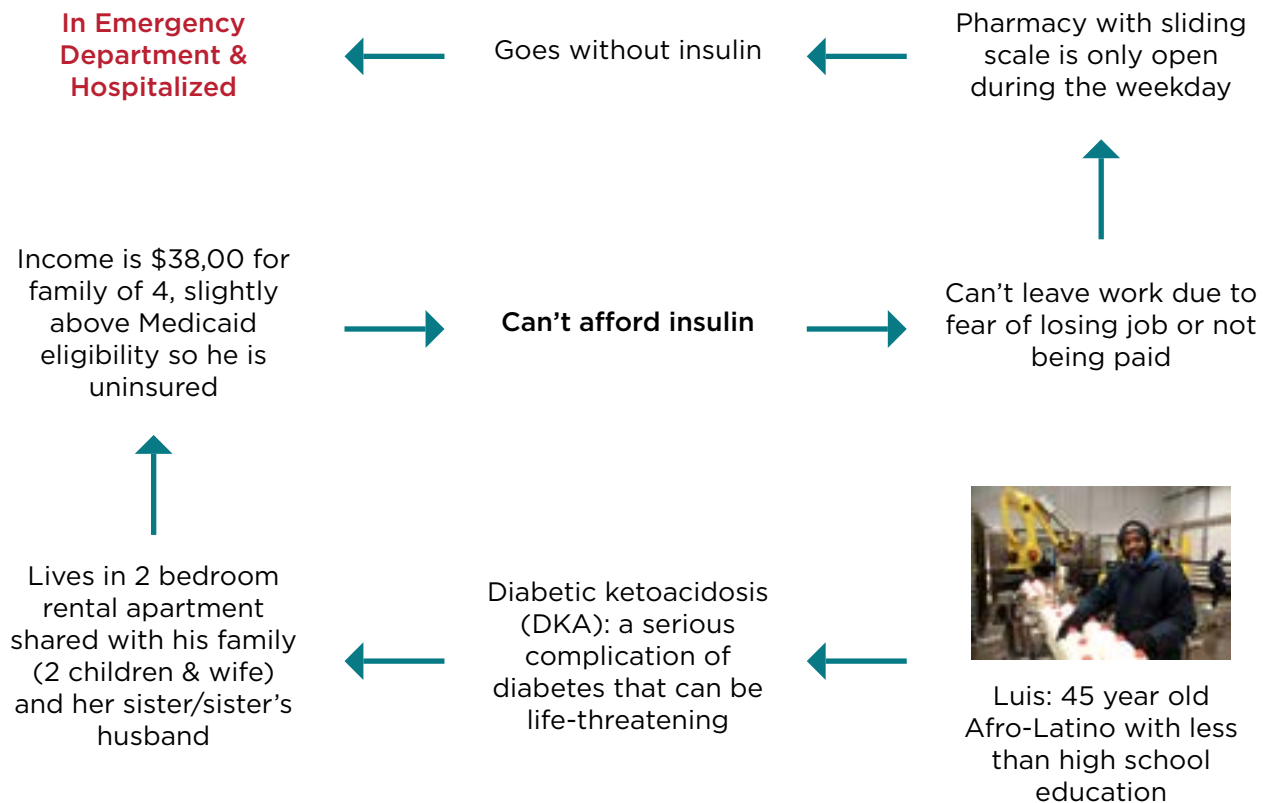 In Emergency
Department &
Hospitalized
Goes without insulin
Pharmacy with sliding
scale is only open
during the weekday
Income is $38,00 for
family of 4, slightly
above Medicaid
eligibility so he is
uninsured
Can't afford insulin
Can’t leave work due to
fear of losing job or not
being paid
Lives in 2 bedroom
rental apartment
shared with his family
(2 children & wife)
and her sister/sister’s
husband
Diabetic ketoacidosis
(DKA): a serious
complication of
diabetes that can be
life-threatening
Luis: 45 year old
Afro-Latino with less
than high school
education